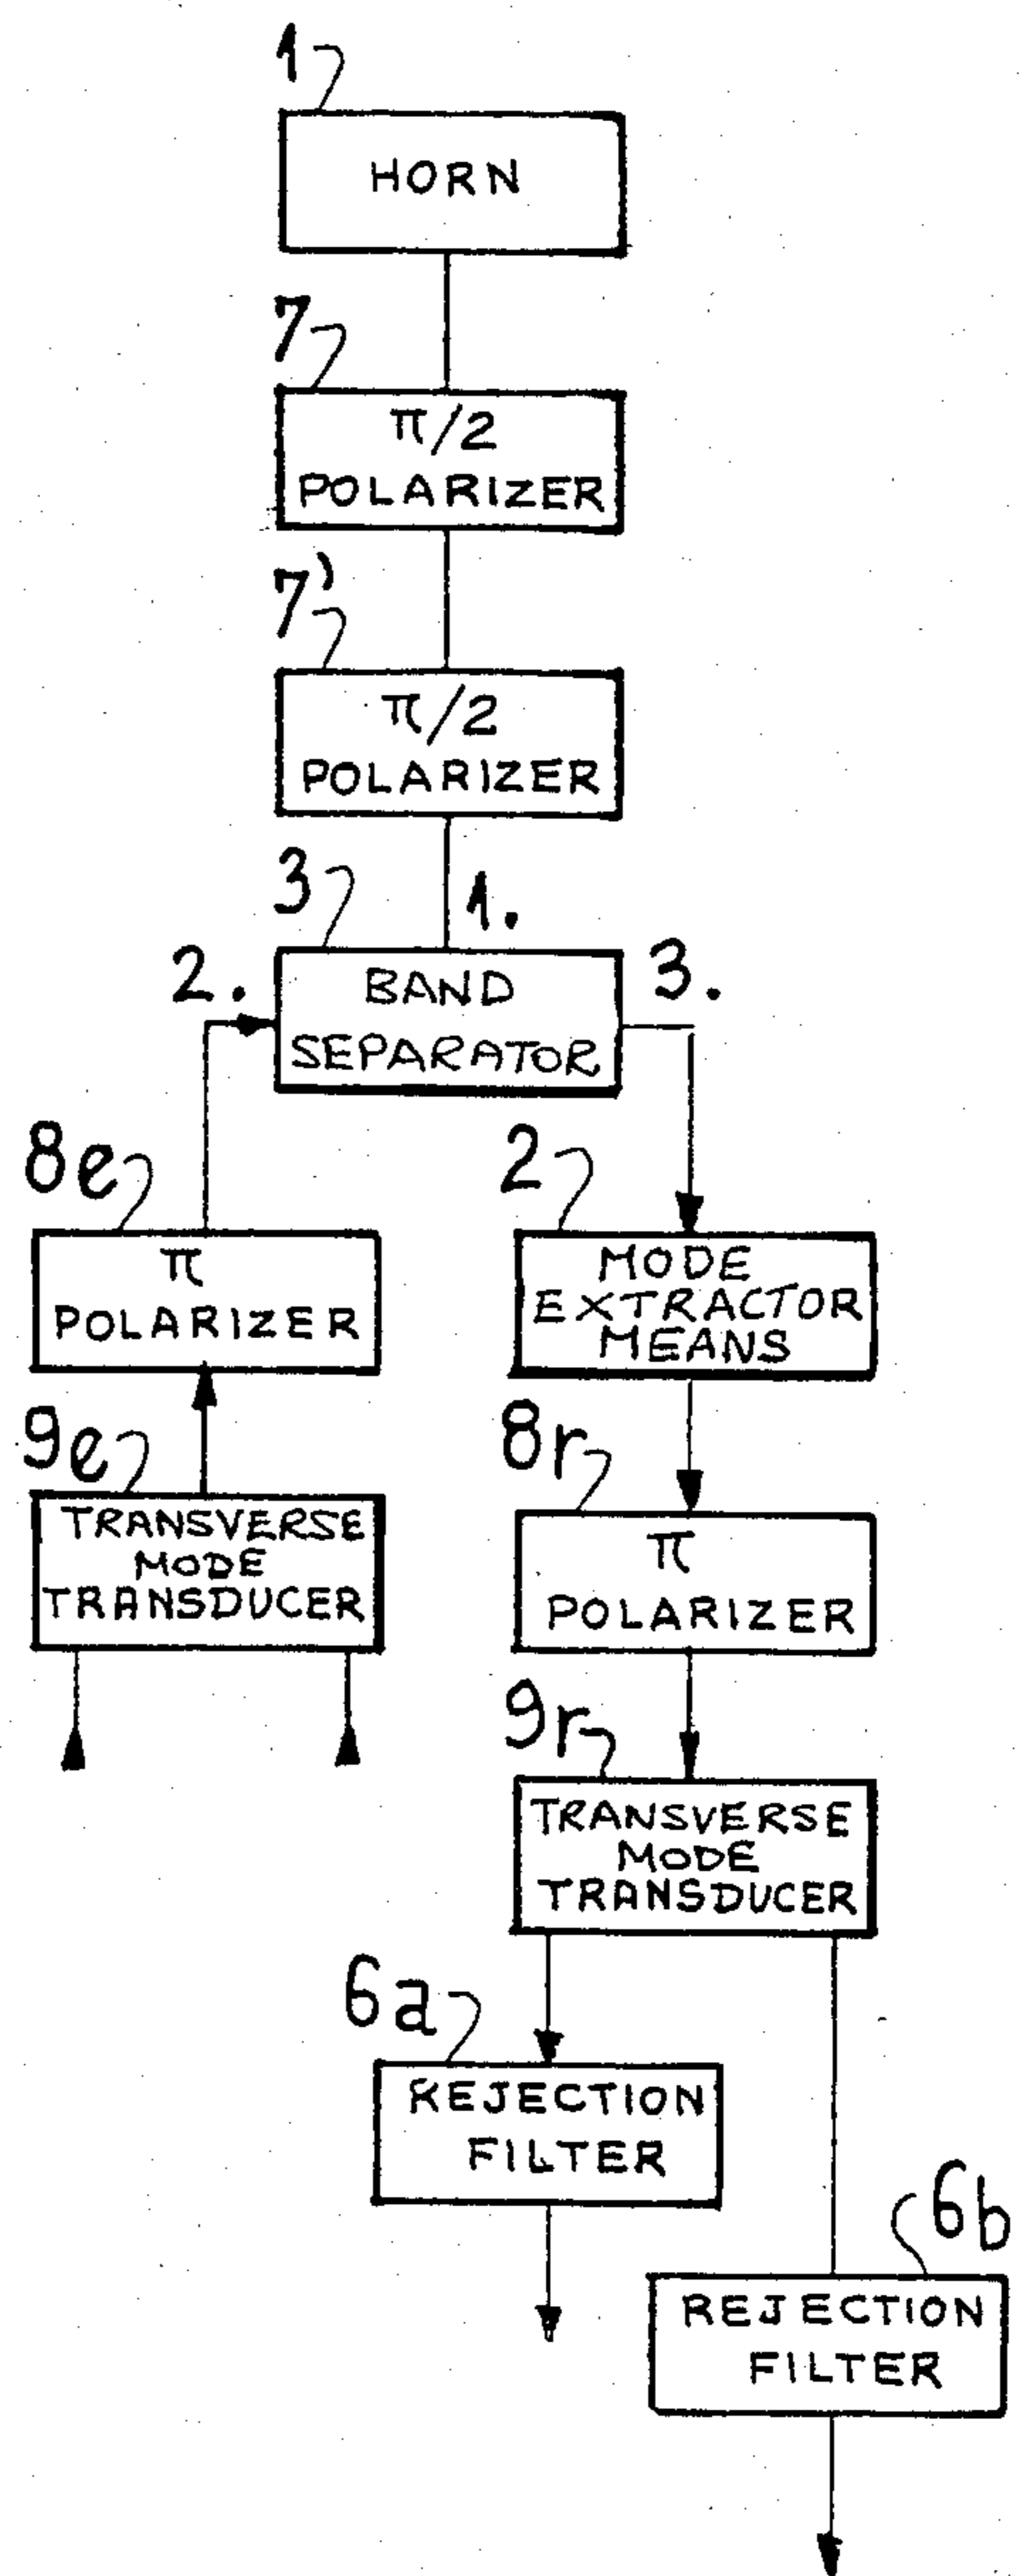 1
HORN
7
π/2
POLARIZER
7'
π/2
POLARIZER
3
1.
2.
BAND
SEPARATOR
3.
8e
π
POLARIZER
2
MODE
EXTRACTOR
MEANS
9e
TRANSVERSE
MODE
TRANSDUCER
8r
π
POLARIZER
9r
TRANSVERSE
MODE
TRANSDUCER
6a
REJECTION
FILTER
6b
REJECTION
FILTER